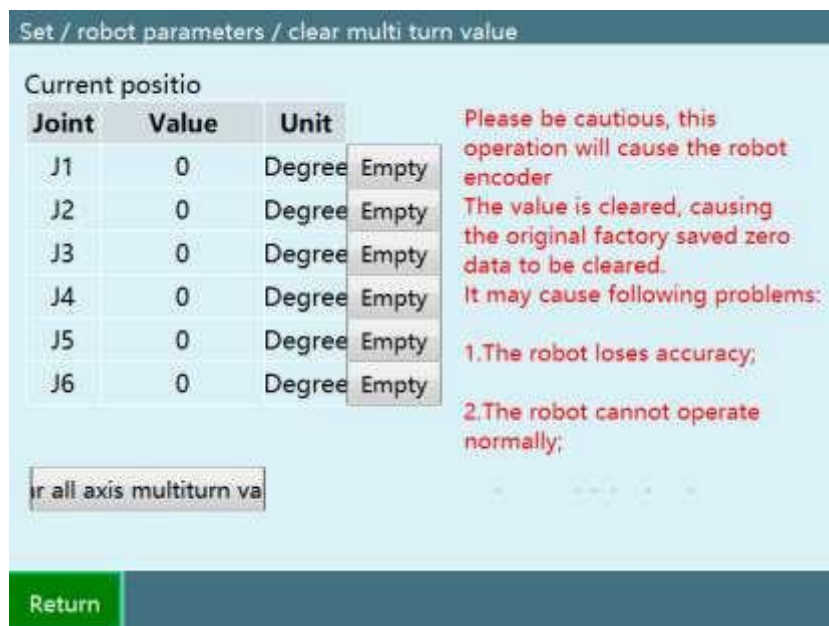 Set / robot parameters / clear multi turn value
Current positio
Joint Value Unit
J1 0 Degree Empty
J2 0 Degree Empty
J3 0 Degree Empty
J4 0 Degree Empty
J5 0 Degree Empty
J6 0 Degree Empty
Please be cautious, this
operation will cause the robot
encoder
The value is cleared, causing
the original factory saved zero
data to be cleared.
It may cause following problems:
1.The robot loses accuracy;
2.The robot cannot operate
normally;
r all axis multiturn va
Return